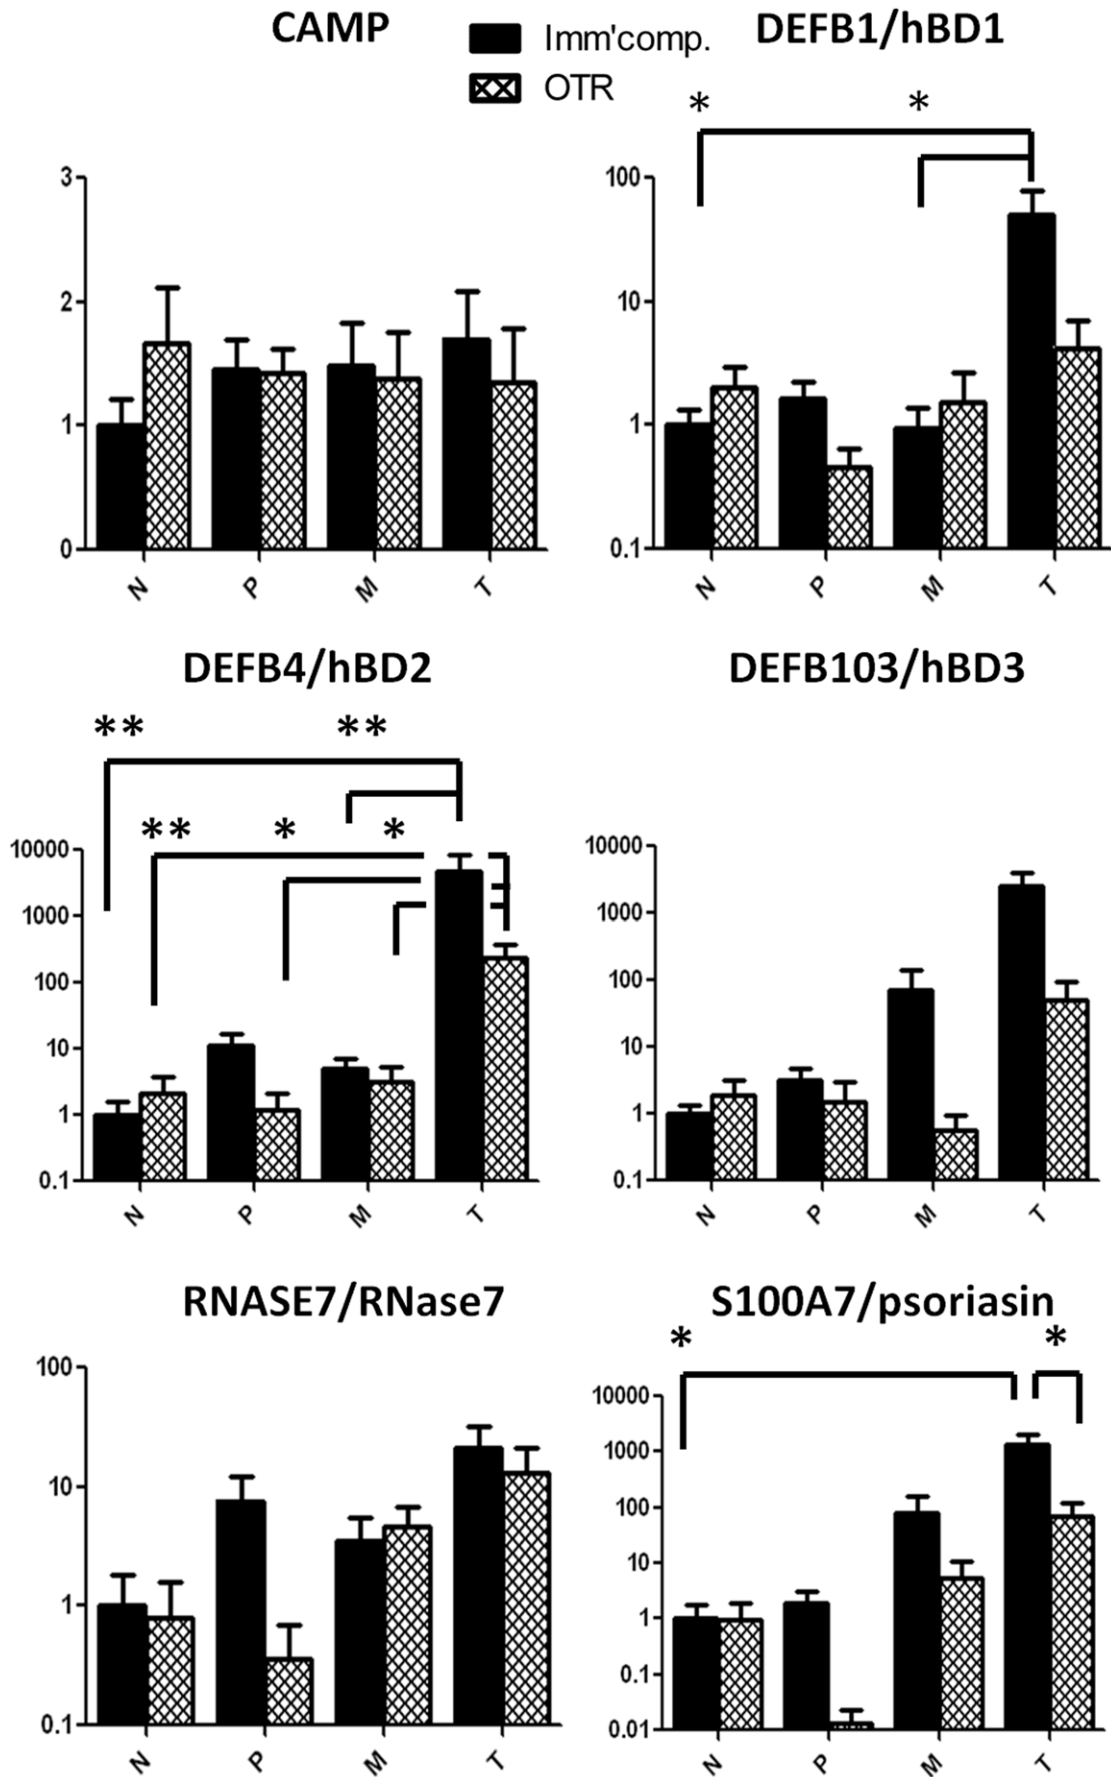 CAMP
Imm'comp.
OTR
DEFB1/hBD1
* *
3
2
1
0
N P M T
100
10
1
0.1
N P M T
DEFB4/hBD2
** **
** * *
10000
1000
100
10
1
0.1
N P M T
DEFB103/hBD3
10000
1000
100
10
1
0.1
N P M T
RNASE7/RNase7
100
10
1
0.1
N P M T
S100A7/psoriasin
* *
10000
1000
100
10
1
0.1
0.01
N P M T